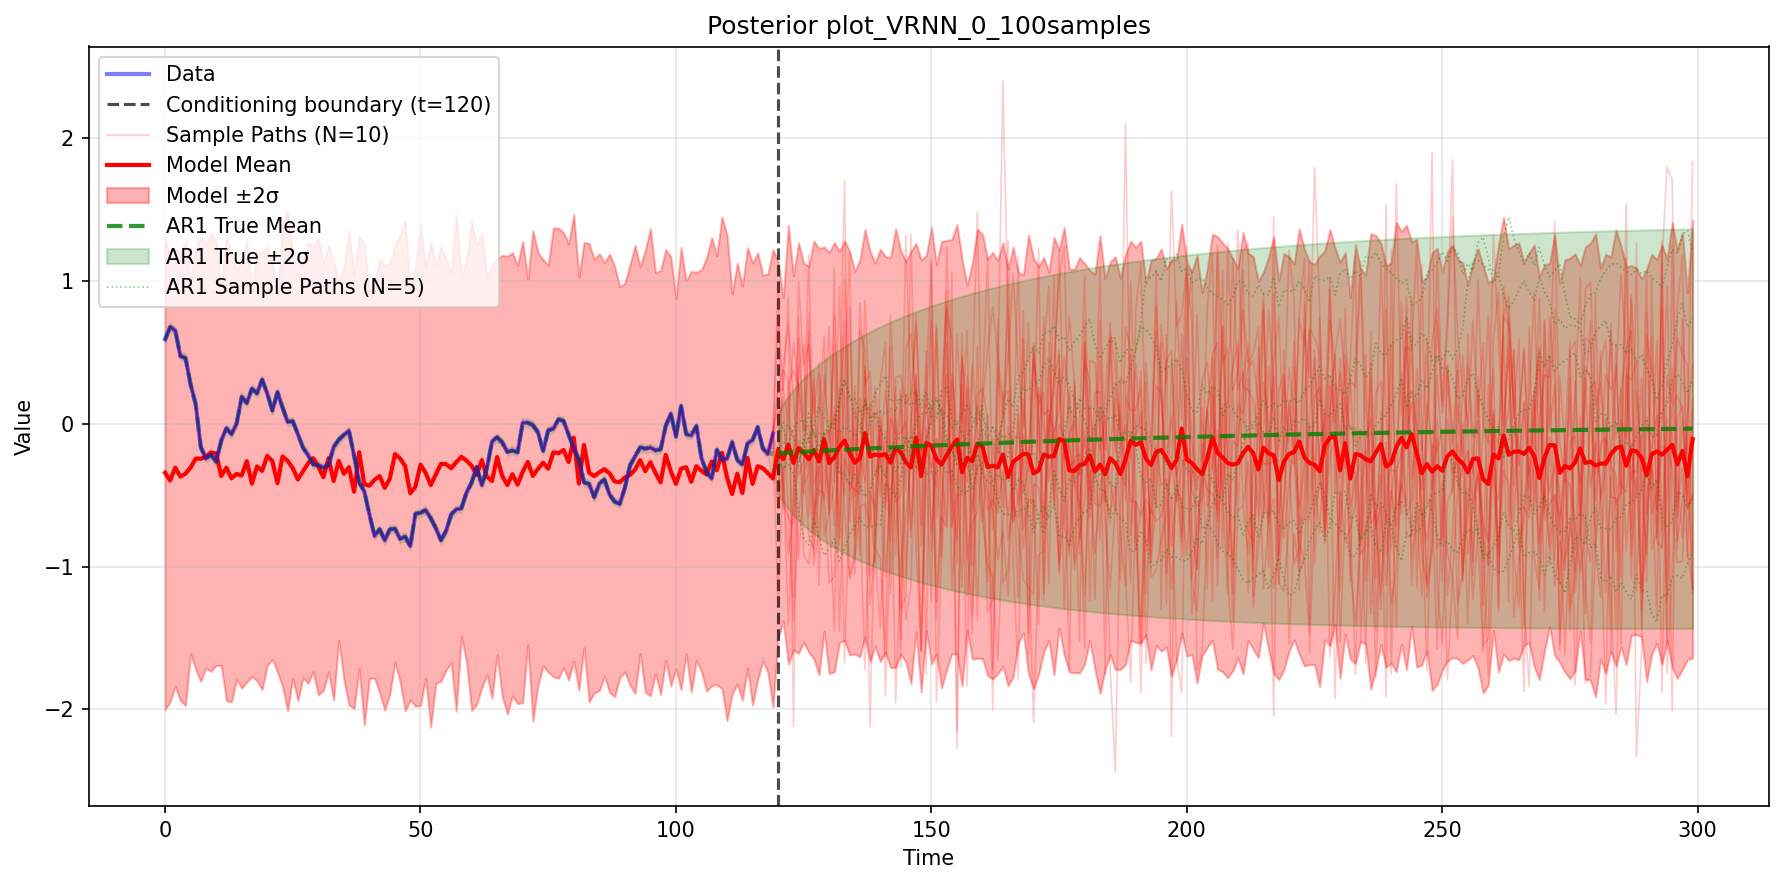 Posterior plot_VRNN_0_100samples
Data
Conditioning boundary (t=120)
Sample Paths (N=10)
Model Mean
Model ±2σ
AR1 True Mean
AR1 True ±2σ
AR1 Sample Paths (N=5)
Value
2
1
0
−1
−2
0 50 100 150 200 250 300
Time